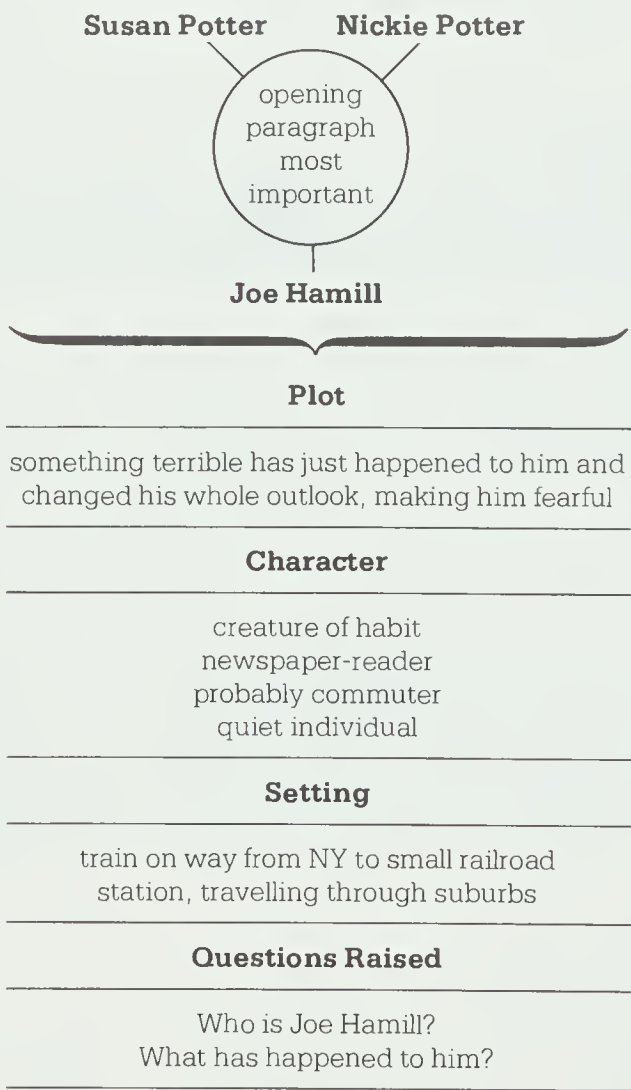 Susan Potter Nickie Potter
opening
paragraph
most
important
Joe Hamill
Plot
something terrible has just happened to him and
changed his whole outlook, making him fearful
Character
creature of habit
newspaper-reader
probably commuter
quiet individual
Setting
train on way from NY to small railroad
station, travelling through suburbs
Questions Raised
Who is Joe Hamill?
What has happened to him?